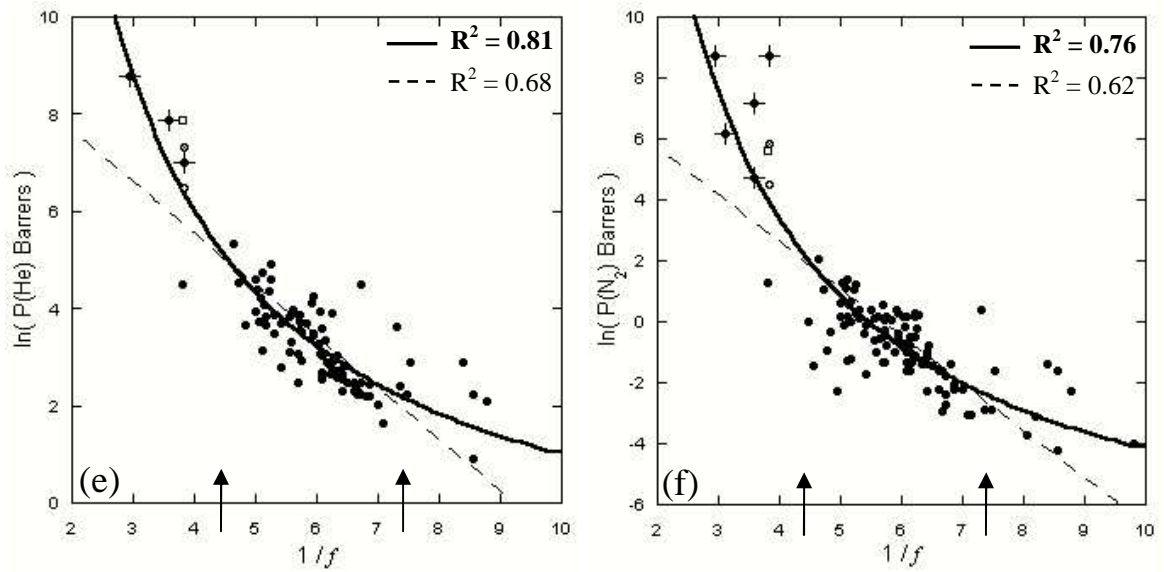 10
8
6
4
2
0
ln( P(He) Barrers )
R² = 0.81
R² = 0.68
(e)
2 3 4 5 6 7 8 9 10
1 / f
10
8
6
4
2
0
-2
-4
-6
ln( P(N₂) Barrers )
R² = 0.76
R² = 0.62
(f)
2 3 4 5 6 7 8 9 10
1 / f